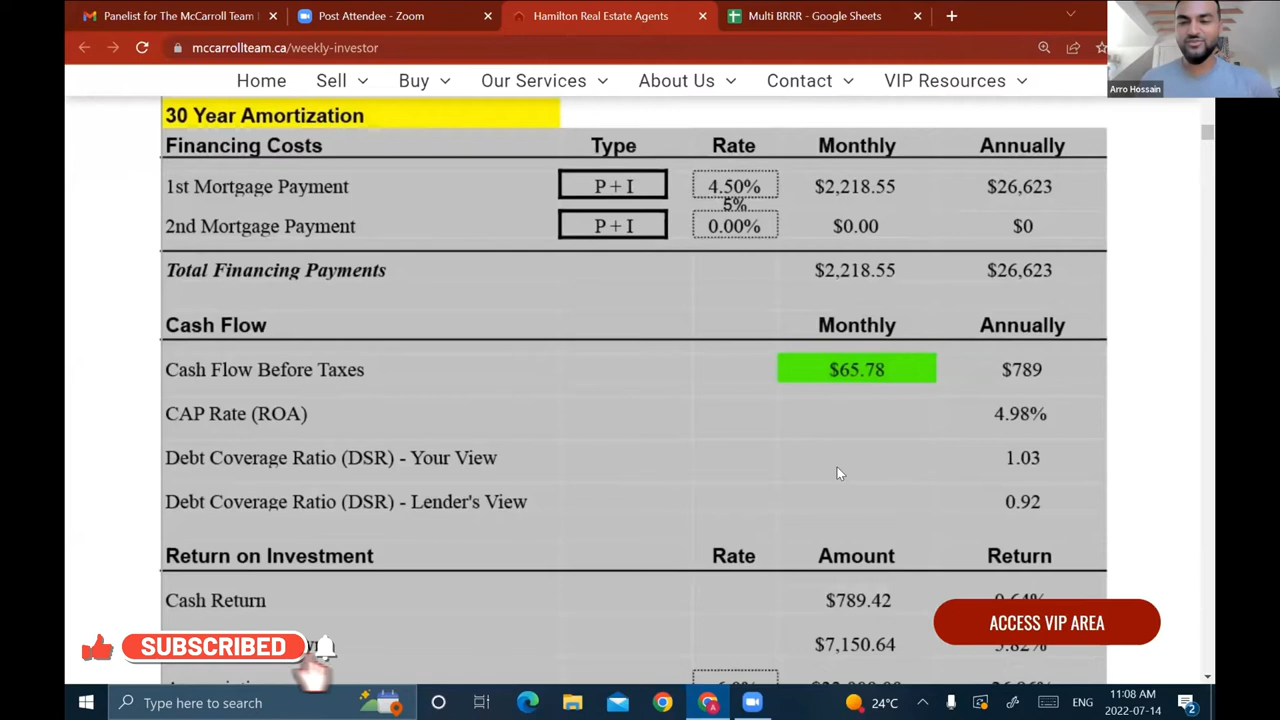 Panelist for The McCarroll Team
Post Attendee - Zoom
Hamilton Real Estate Agents
Multi BRRR - Google Sheets
mccarrollteam.ca/weekly-investor
Arro Hossain
Home Sell Buy Our Services About Us Contact VIP Resources
30 Year Amortization
Financing Costs Type Rate Monthly Annually
1st Mortgage Payment P + I 4.50% $2,218.55 $26,623
5%
2nd Mortgage Payment P + I 0.00% $0.00 $0
Total Financing Payments $2,218.55 $26,623
Cash Flow Monthly Annually
Cash Flow Before Taxes $65.78 $789
CAP Rate (ROA) 4.98%
Debt Coverage Ratio (DSR) - Your View 1.03
Debt Coverage Ratio (DSR) - Lender's View 0.92
Return on Investment Rate Amount Return
Cash Return $789.42
ACCESS VIP AREA
SUBSCRIBED
$7,150.64
Type here to search
24°C
ENG
11:08 AM
2022-07-14
2